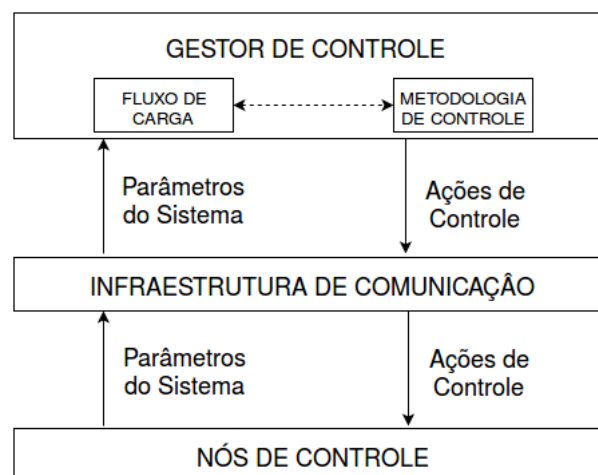 GESTOR DE CONTROLE
FLUXO DE
CARGA
METODOLOGIA
DE CONTROLE
Parâmetros
do Sistema
Ações de
Controle
INFRAESTRUTURA DE COMUNICAÇÂO
Parâmetros
do Sistema
Ações de
Controle
NÓS DE CONTROLE